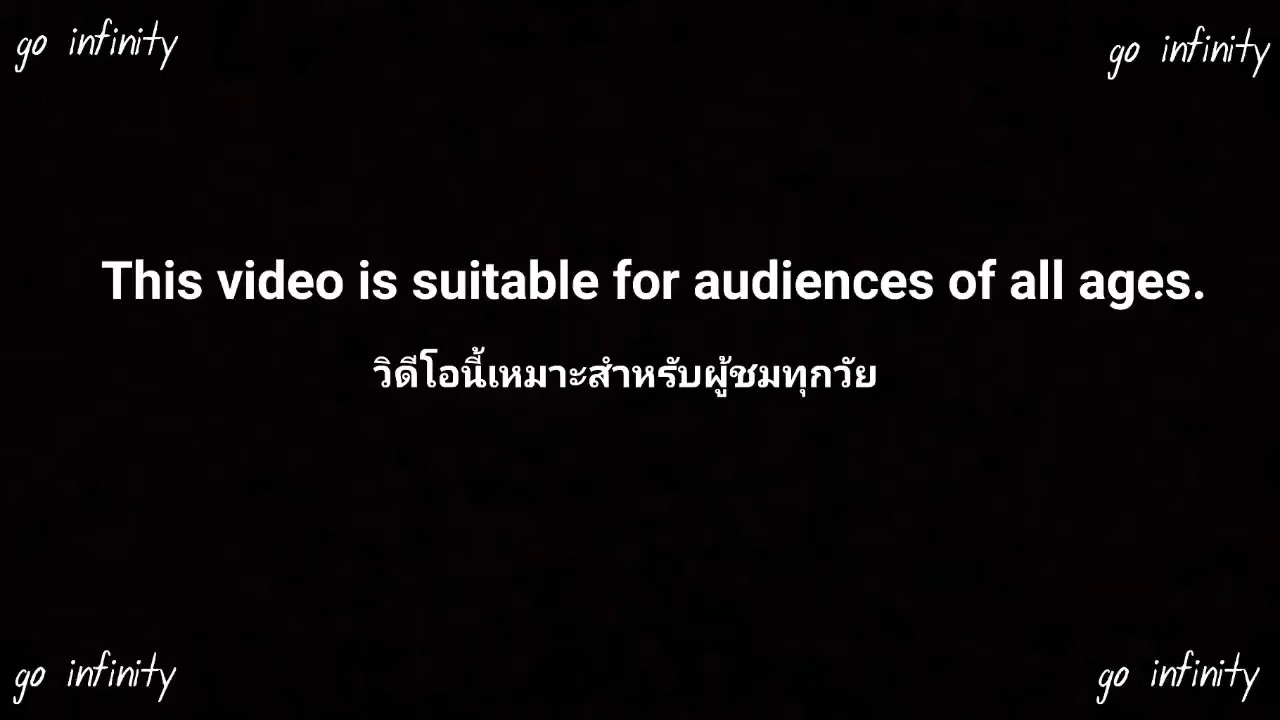 go infinity
go infinity
This video is suitable for audiences of all ages.
วิดีโอนี้เหมาะสำหรับผู้ชมทุกวัย
go infinity
go infinity